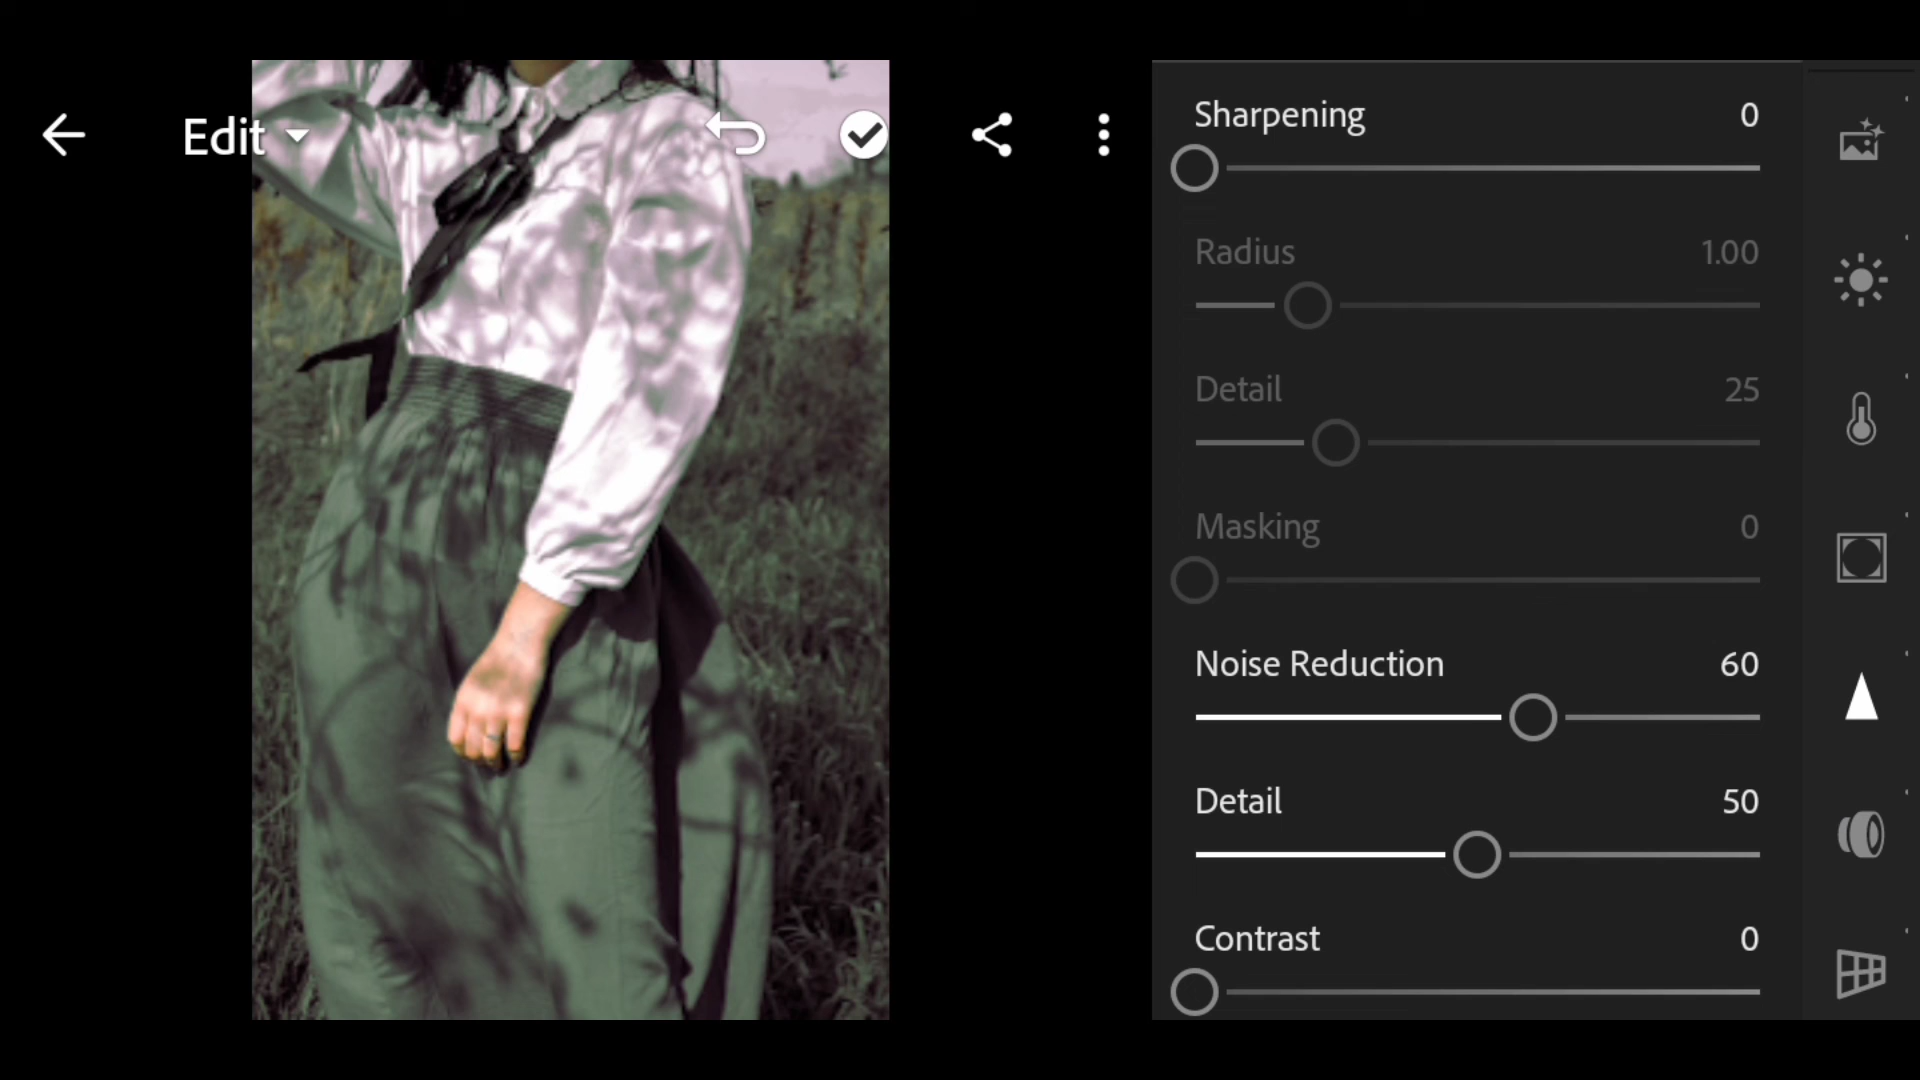 Edit
Sharpening 0
Radius 1.00
Detail 25
Masking 0
Noise Reduction 60
Detail 50
Contrast 0